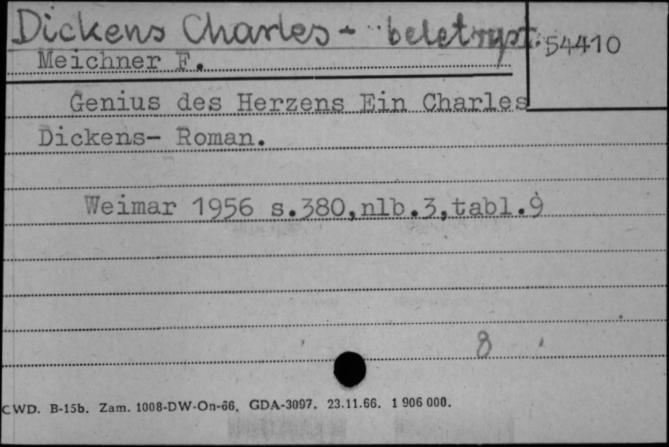 Dickens Charles - beletryst.
54410
Meichner F.
Genius des Herzens Ein Charles
Dickens- Roman.
Weimar 1956 s.380,nlb.3,tabl.9
8
CWD. B-15b. Zam. 1008-DW-On-66, GDA-3097. 23.11.66. 1 906 000.